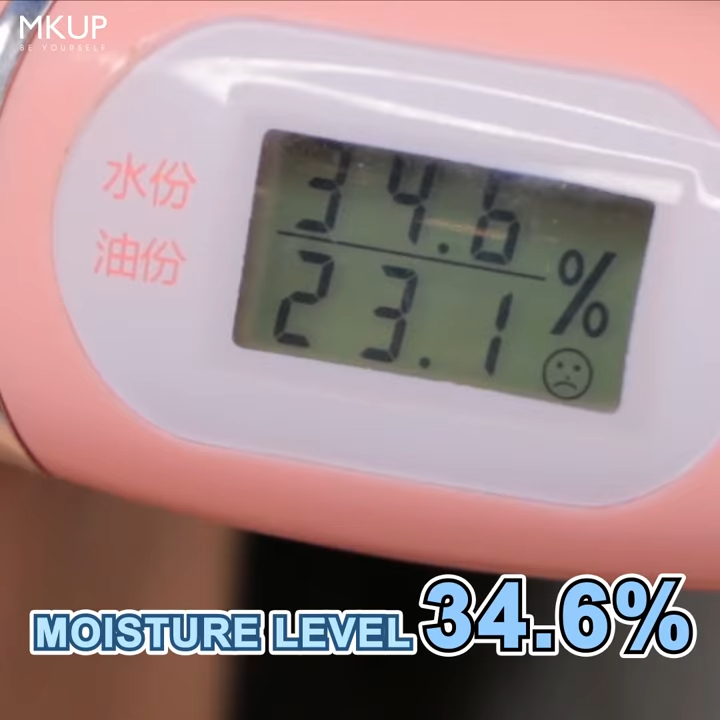 MKUP
BE YOURSELF
水份
油份
34.6
23.1
%
MOISTURE LEVEL 34.6%